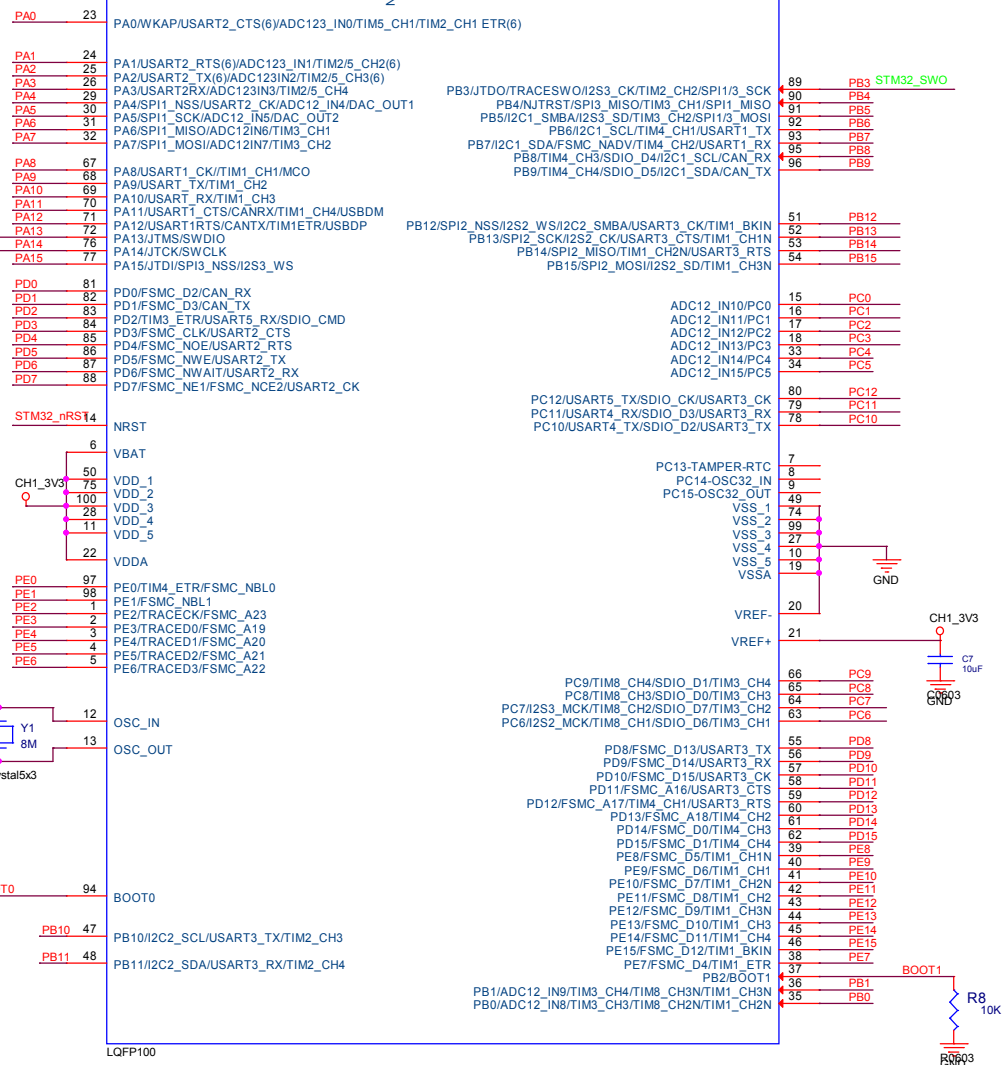 PA0 23 PA0/WKAP/USART2_CTS(6)/ADC123_IN0/TIM5_CH1/TIM2_CH1 ETR(6)
PA1 24 PA1/USART2_RTS(6)/ADC123_IN1/TIM2/5_CH2(6)
PA2 25 PA2/USART2_TX(6)/ADC123IN2/TIM2/5_CH3(6)
PA3 26 PA3/USART2RX/ADC123IN3/TIM2/5_CH4
PA4 29 PA4/SPI1_NSS/USART2_CK/ADC12_IN4/DAC_OUT1
PA5 30 PA5/SPI1_SCK/ADC12_IN5/DAC_OUT2
PA6 31 PA6/SPI1_MISO/ADC12IN6/TIM3_CH1
PA7 32 PA7/SPI1_MOSI/ADC12IN7/TIM3_CH2
PA8 67 PA8/USART1_CK//TIM1_CH1/MCO
PA9 68 PA9/USART_TX/TIM1_CH2
PA10 69 PA10/USART_RX/TIM1_CH3
PA11 70 PA11/USART1_CTS/CANRX/TIM1_CH4/USBDM
PA12 71 PA12/USART1RTS/CANTX/TIM1ETR/USBDP
PA13 72 PA13/JTMS/SWDIO
PA14 76 PA14/JTCK/SWCLK
PA15 77 PA15/JTDI/SPI3_NSS/I2S3_WS
PD0 81 PD0/FSMC_D2/CAN_RX
PD1 82 PD1/FSMC_D3/CAN_TX
PD2 83 PD2/TIM3_ETR/USART5_RX/SDIO_CMD
PD3 84 PD3/FSMC_CLK/USART2_CTS
PD4 85 PD4/FSMC_NOE/USART2_RTS
PD5 86 PD5/FSMC_NWE/USART2_TX
PD6 87 PD6/FSMC_NWAIT/USART2_RX
PD7 88 PD7/FSMC_NE1/FSMC_NCE2/USART2_CK
STM32_nRST 14 NRST
6 VBAT
CH1_3V3
50 VDD_1
75 VDD_2
100 VDD_3
28 VDD_4
11 VDD_5
22 VDDA
PE0 97 PE0/TIM4_ETR/FSMC_NBL0
PE1 98 PE1/FSMC_NBL1
PE2 1 PE2/TRACECK/FSMC_A23
PE3 2 PE3/TRACED0/FSMC_A19
PE4 3 PE4/TRACED1/FSMC_A20
PE5 4 PE5/TRACED2/FSMC_A21
PE6 5 PE6/TRACED3/FSMC_A22
12 OSC_IN
Y1
8M
13 OSC_OUT
stal5x3
T0 94 BOOT0
PB10 47 PB10/I2C2_SCL/USART3_TX/TIM2_CH3
PB11 48 PB11/I2C2_SDA/USART3_RX/TIM2_CH4
LQFP100
PB3/JTDO/TRACESWO/I2S3_CK/TIM2_CH2/SPI1/3_SCK 89 PB3 STM32_SWO
PB4/NJTRST/SPI3_MISO/TIM3_CH1/SPI1_MISO 90 PB4
PB5/I2C1_SMBA/I2S3_SD/TIM3_CH2/SPI1/3_MOSI 91 PB5
PB6/I2C1_SCL/TIM4_CH1/USART1_TX 92 PB6
PB7/I2C1_SDA/FSMC_NADV/TIM4_CH2/USART1_RX 93 PB7
PB8/TIM4_CH3/SDIO_D4/I2C1_SCL/CAN_RX 95 PB8
PB9/TIM4_CH4/SDIO_D5/I2C1_SDA/CAN_TX 96 PB9
PB12/SPI2_NSS/I2S2_WS/I2C2_SMBA/USART3_CK/TIM1_BKIN 51 PB12
PB13/SPI2_SCK/I2S2_CK/USART3_CTS/TIM1_CH1N 52 PB13
PB14/SPI2_MISO/TIM1_CH2N/USART3_RTS 53 PB14
PB15/SPI2_MOSI/I2S2_SD/TIM1_CH3N 54 PB15
ADC12_IN10/PC0 15 PC0
ADC12_IN11/PC1 16 PC1
ADC12_IN12/PC2 17 PC2
ADC12_IN13/PC3 18 PC3
ADC12_IN14/PC4 33 PC4
ADC12_IN15/PC5 34 PC5
PC12/USART5_TX/SDIO_CK/USART3_CK 80 PC12
PC11/USART4_RX/SDIO_D3/USART3_RX 79 PC11
PC10/USART4_TX/SDIO_D2/USART3_TX 78 PC10
PC13-TAMPER-RTC 7
PC14-OSC32_IN 8
PC15-OSC32_OUT 9
VSS_1 49
VSS_2 74
VSS_3 99
VSS_4 27
VSS_5 10
VSSA 19
GND
VREF- 20
VREF+ 21
CH1_3V3
C7
10uF
C0603
GND
PC9/TIM8_CH4/SDIO_D1/TIM3_CH4 66 PC9
PC8/TIM8_CH3/SDIO_D0/TIM3_CH3 65 PC8
PC7/I2S3_MCK/TIM8_CH2/SDIO_D7/TIM3_CH2 64 PC7
PC6/I2S2_MCK/TIM8_CH1/SDIO_D6/TIM3_CH1 63 PC6
PD8/FSMC_D13/USART3_TX 55 PD8
PD9/FSMC_D14/USART3_RX 56 PD9
PD10/FSMC_D15/USART3_CK 57 PD10
PD11/FSMC_A16/USART3_CTS 58 PD11
PD12/FSMC_A17/TIM4_CH1/USART3_RTS 59 PD12
PD13/FSMC_A18/TIM4_CH2 60 PD13
PD14/FSMC_D0/TIM4_CH3 61 PD14
PD15/FSMC_D1/TIM4_CH4 62 PD15
PE8/FSMC_D5/TIM1_CH1N 39 PE8
PE9/FSMC_D6/TIM1_CH1 40 PE9
PE10/FSMC_D7/TIM1_CH2N 41 PE10
PE11/FSMC_D8/TIM1_CH2 42 PE11
PE12/FSMC_D9/TIM1_CH3N 43 PE12
PE13/FSMC_D10/TIM1_CH3 44 PE13
PE14/FSMC_D11/TIM1_CH4 45 PE14
PE15/FSMC_D12/TIM1_BKIN 46 PE15
PE7/FSMC_D4/TIM1_ETR 38 PE7
PB2/BOOT1 37 BOOT1
PB1/ADC12_IN9/TIM3_CH4/TIM8_CH3N/TIM1_CH3N 36 PB1
PB0/ADC12_IN8/TIM3_CH3/TIM8_CH2N/TIM1_CH2N 35 PB0
R8
10K
R0603